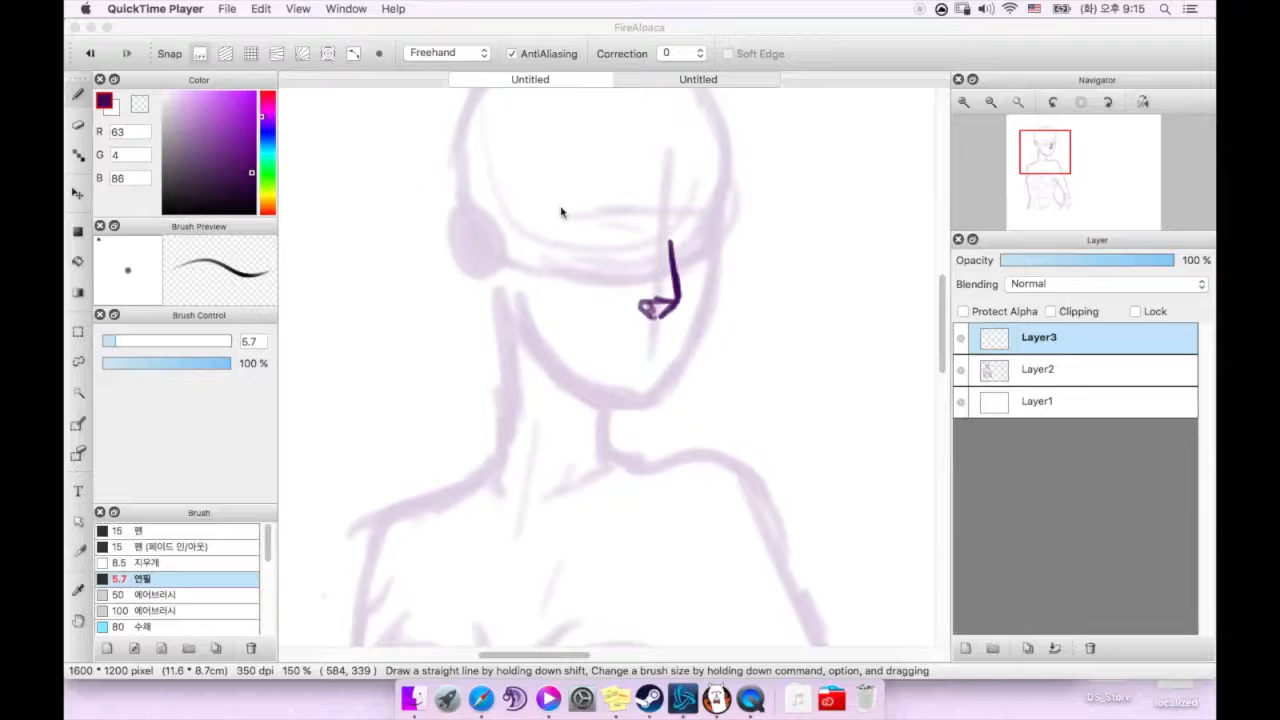 QuickTime Player File Edit View Window Help (화) 오후 9:15
FireAlpaca
Snap off Freehand AntiAliasing Correction 0 Soft Edge
Color Untitled Untitled Navigator
R 63
G 4
B 86
Brush Preview
*
Layer
Opacity 100 %
Blending Normal
Protect Alpha Clipping Lock
Brush Control
5.7
100 %
Layer3
Layer2
Layer1
Brush
15 펜
15 펜 (페이드 인/아웃)
8.5 지우개
5.7 연필
50 에어브러시
100 에어브러시
80 수채
1600 * 1200 pixel (11.6 * 8.7cm) 350 dpi 150 % ( 584, 339 ) Draw a straight line by holding down shift, Change a brush size by holding down command, option, and dragging
DS_Store
localized